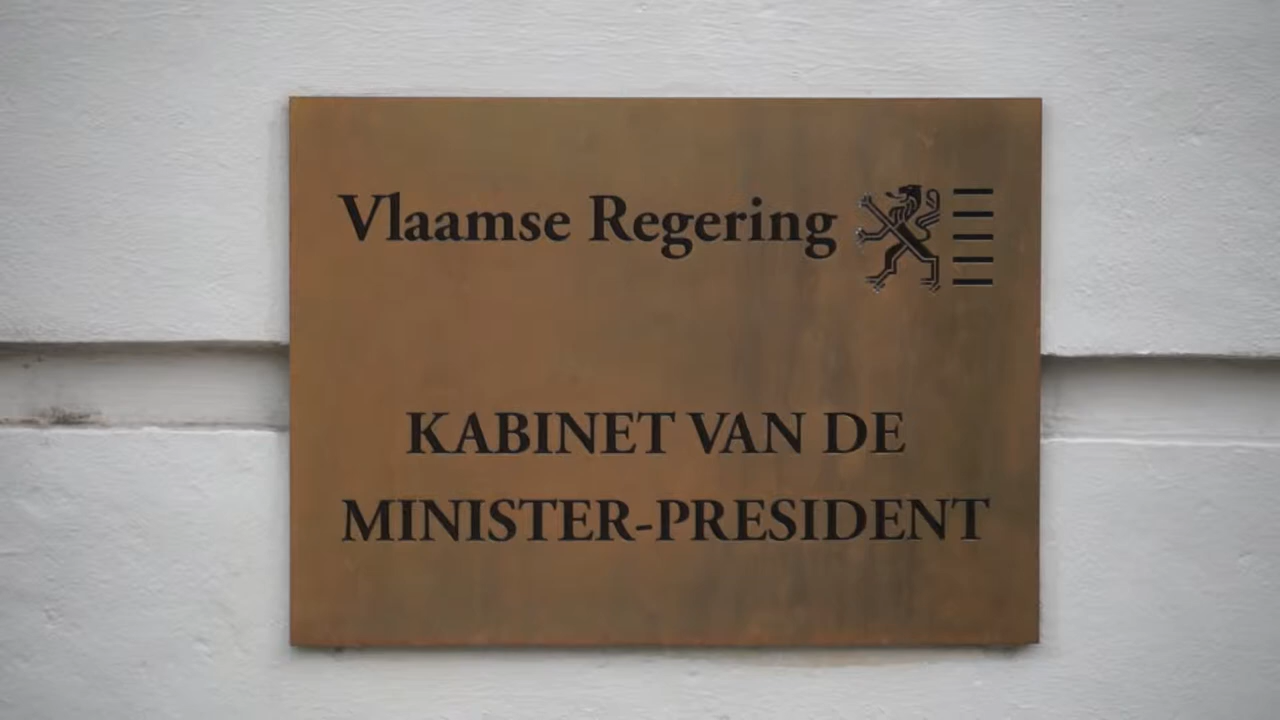 Vlaamse Regering
KABINET VAN DE
MINISTER-PRESIDENT